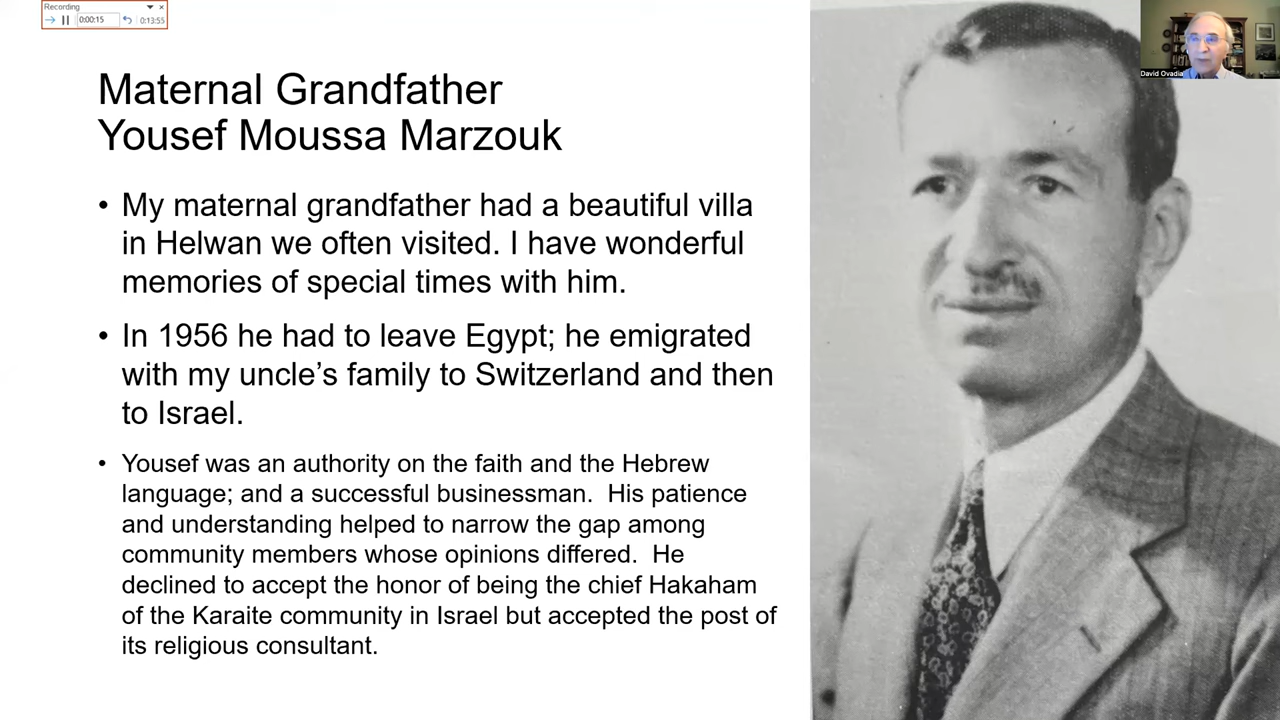 Recording
0:00:15
0:13:55
David Ovadia
Maternal Grandfather
Yousef Moussa Marzouk
• My maternal grandfather had a beautiful villa
in Helwan we often visited. I have wonderful
memories of special times with him.
• In 1956 he had to leave Egypt; he emigrated
with my uncle’s family to Switzerland and then
to Israel.
• Yousef was an authority on the faith and the Hebrew
language; and a successful businessman.  His patience
and understanding helped to narrow the gap among
community members whose opinions differed.  He
declined to accept the honor of being the chief Hakaham
of the Karaite community in Israel but accepted the post of
its religious consultant.